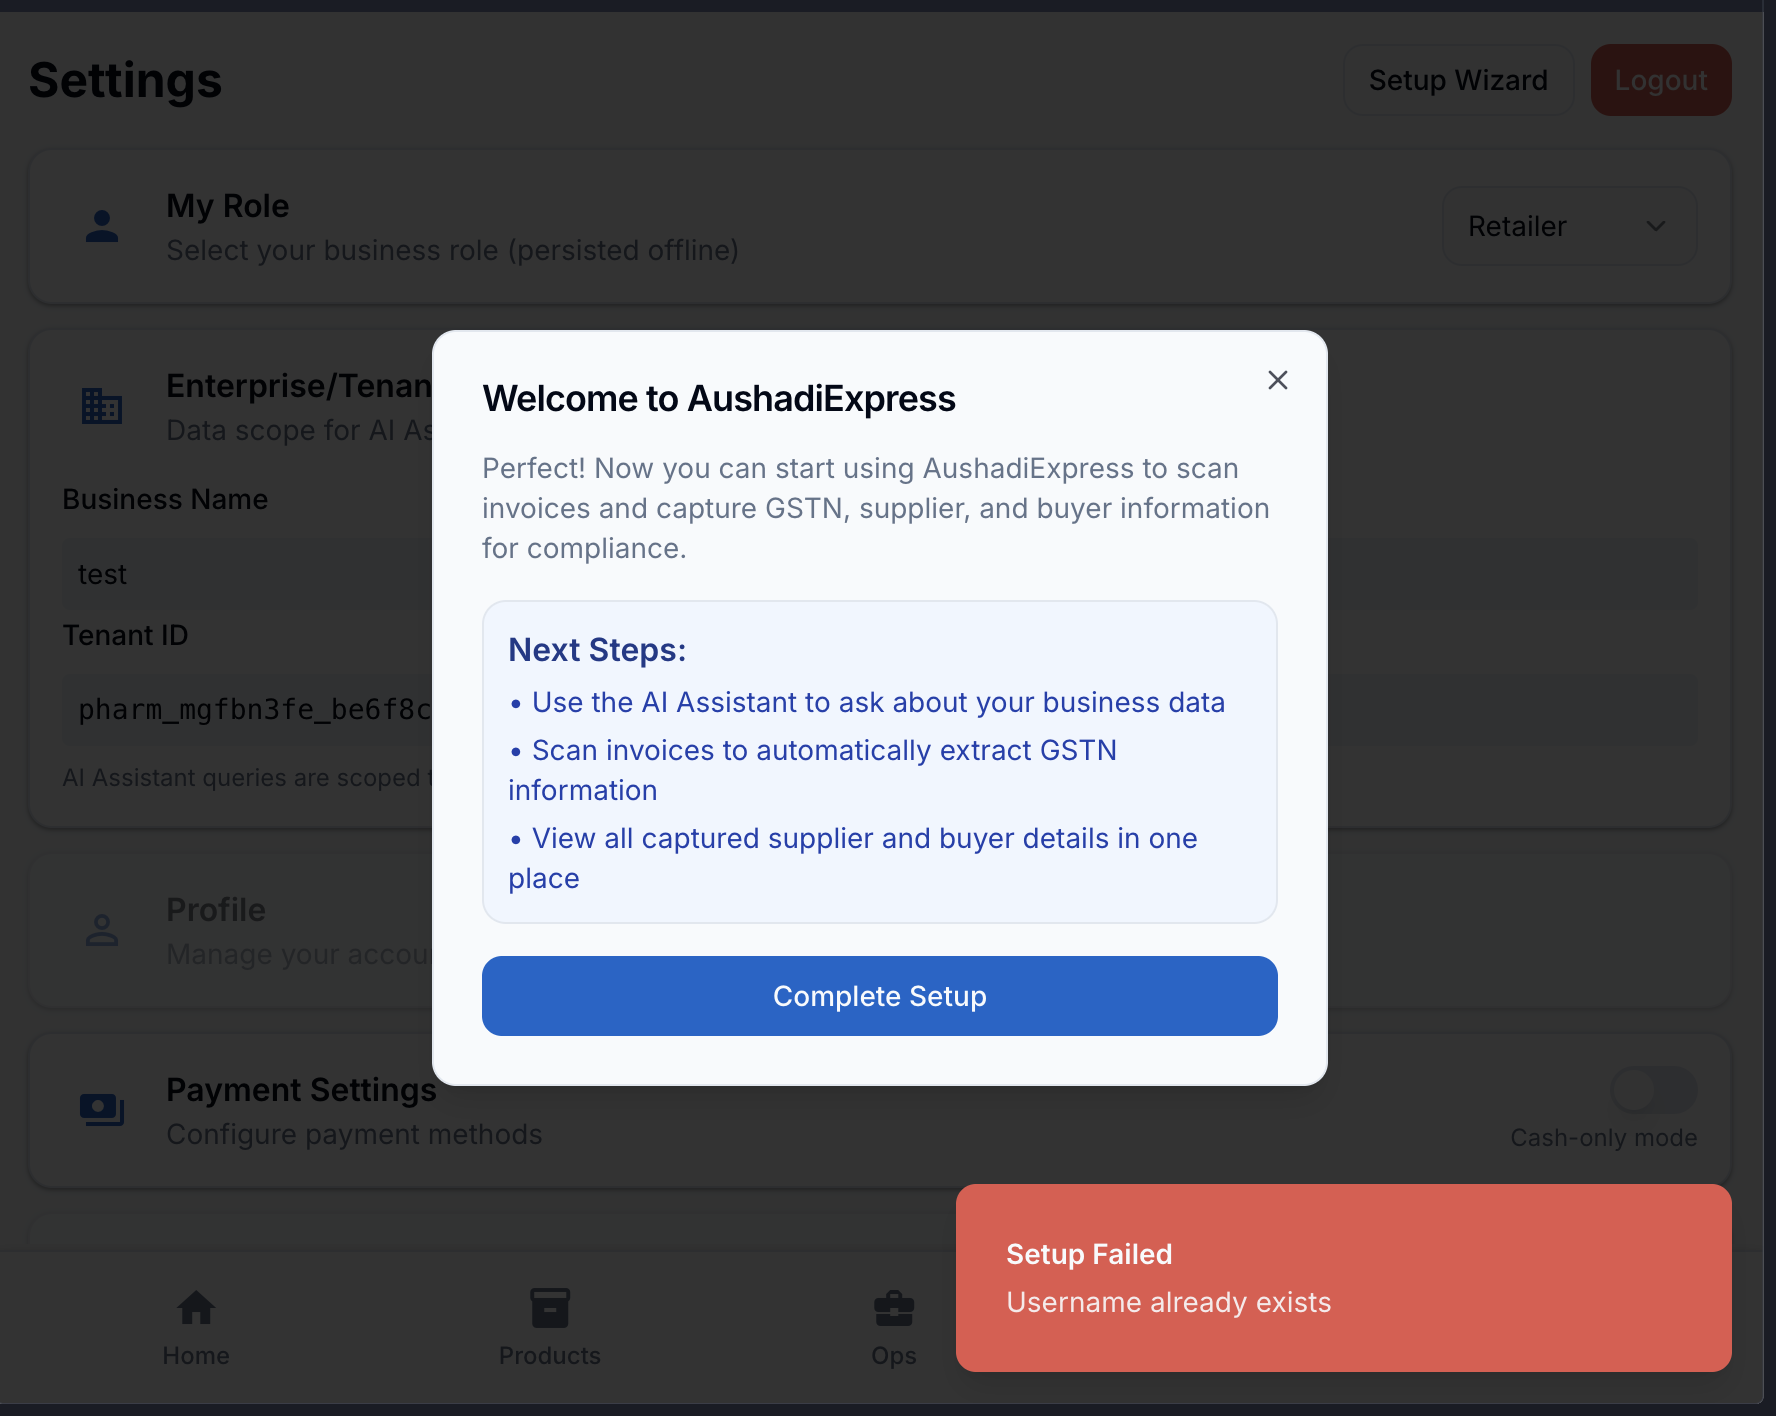 Settings
Setup Wizard
Logout
My Role
Select your business role (persisted offline)
Retailer
Enterprise/Tenan
Data scope for AI As
Business Name
test
Tenant ID
pharm_mgfbn3fe_be6f8c
AI Assistant queries are scoped
Profile
Manage your accou
Payment Settings
Configure payment methods
Cash-only mode
Welcome to AushadiExpress
Perfect! Now you can start using AushadiExpress to scan
invoices and capture GSTN, supplier, and buyer information
for compliance.
Next Steps:
• Use the AI Assistant to ask about your business data
• Scan invoices to automatically extract GSTN
information
• View all captured supplier and buyer details in one
place
Complete Setup
Home
Products
Ops
Setup Failed
Username already exists